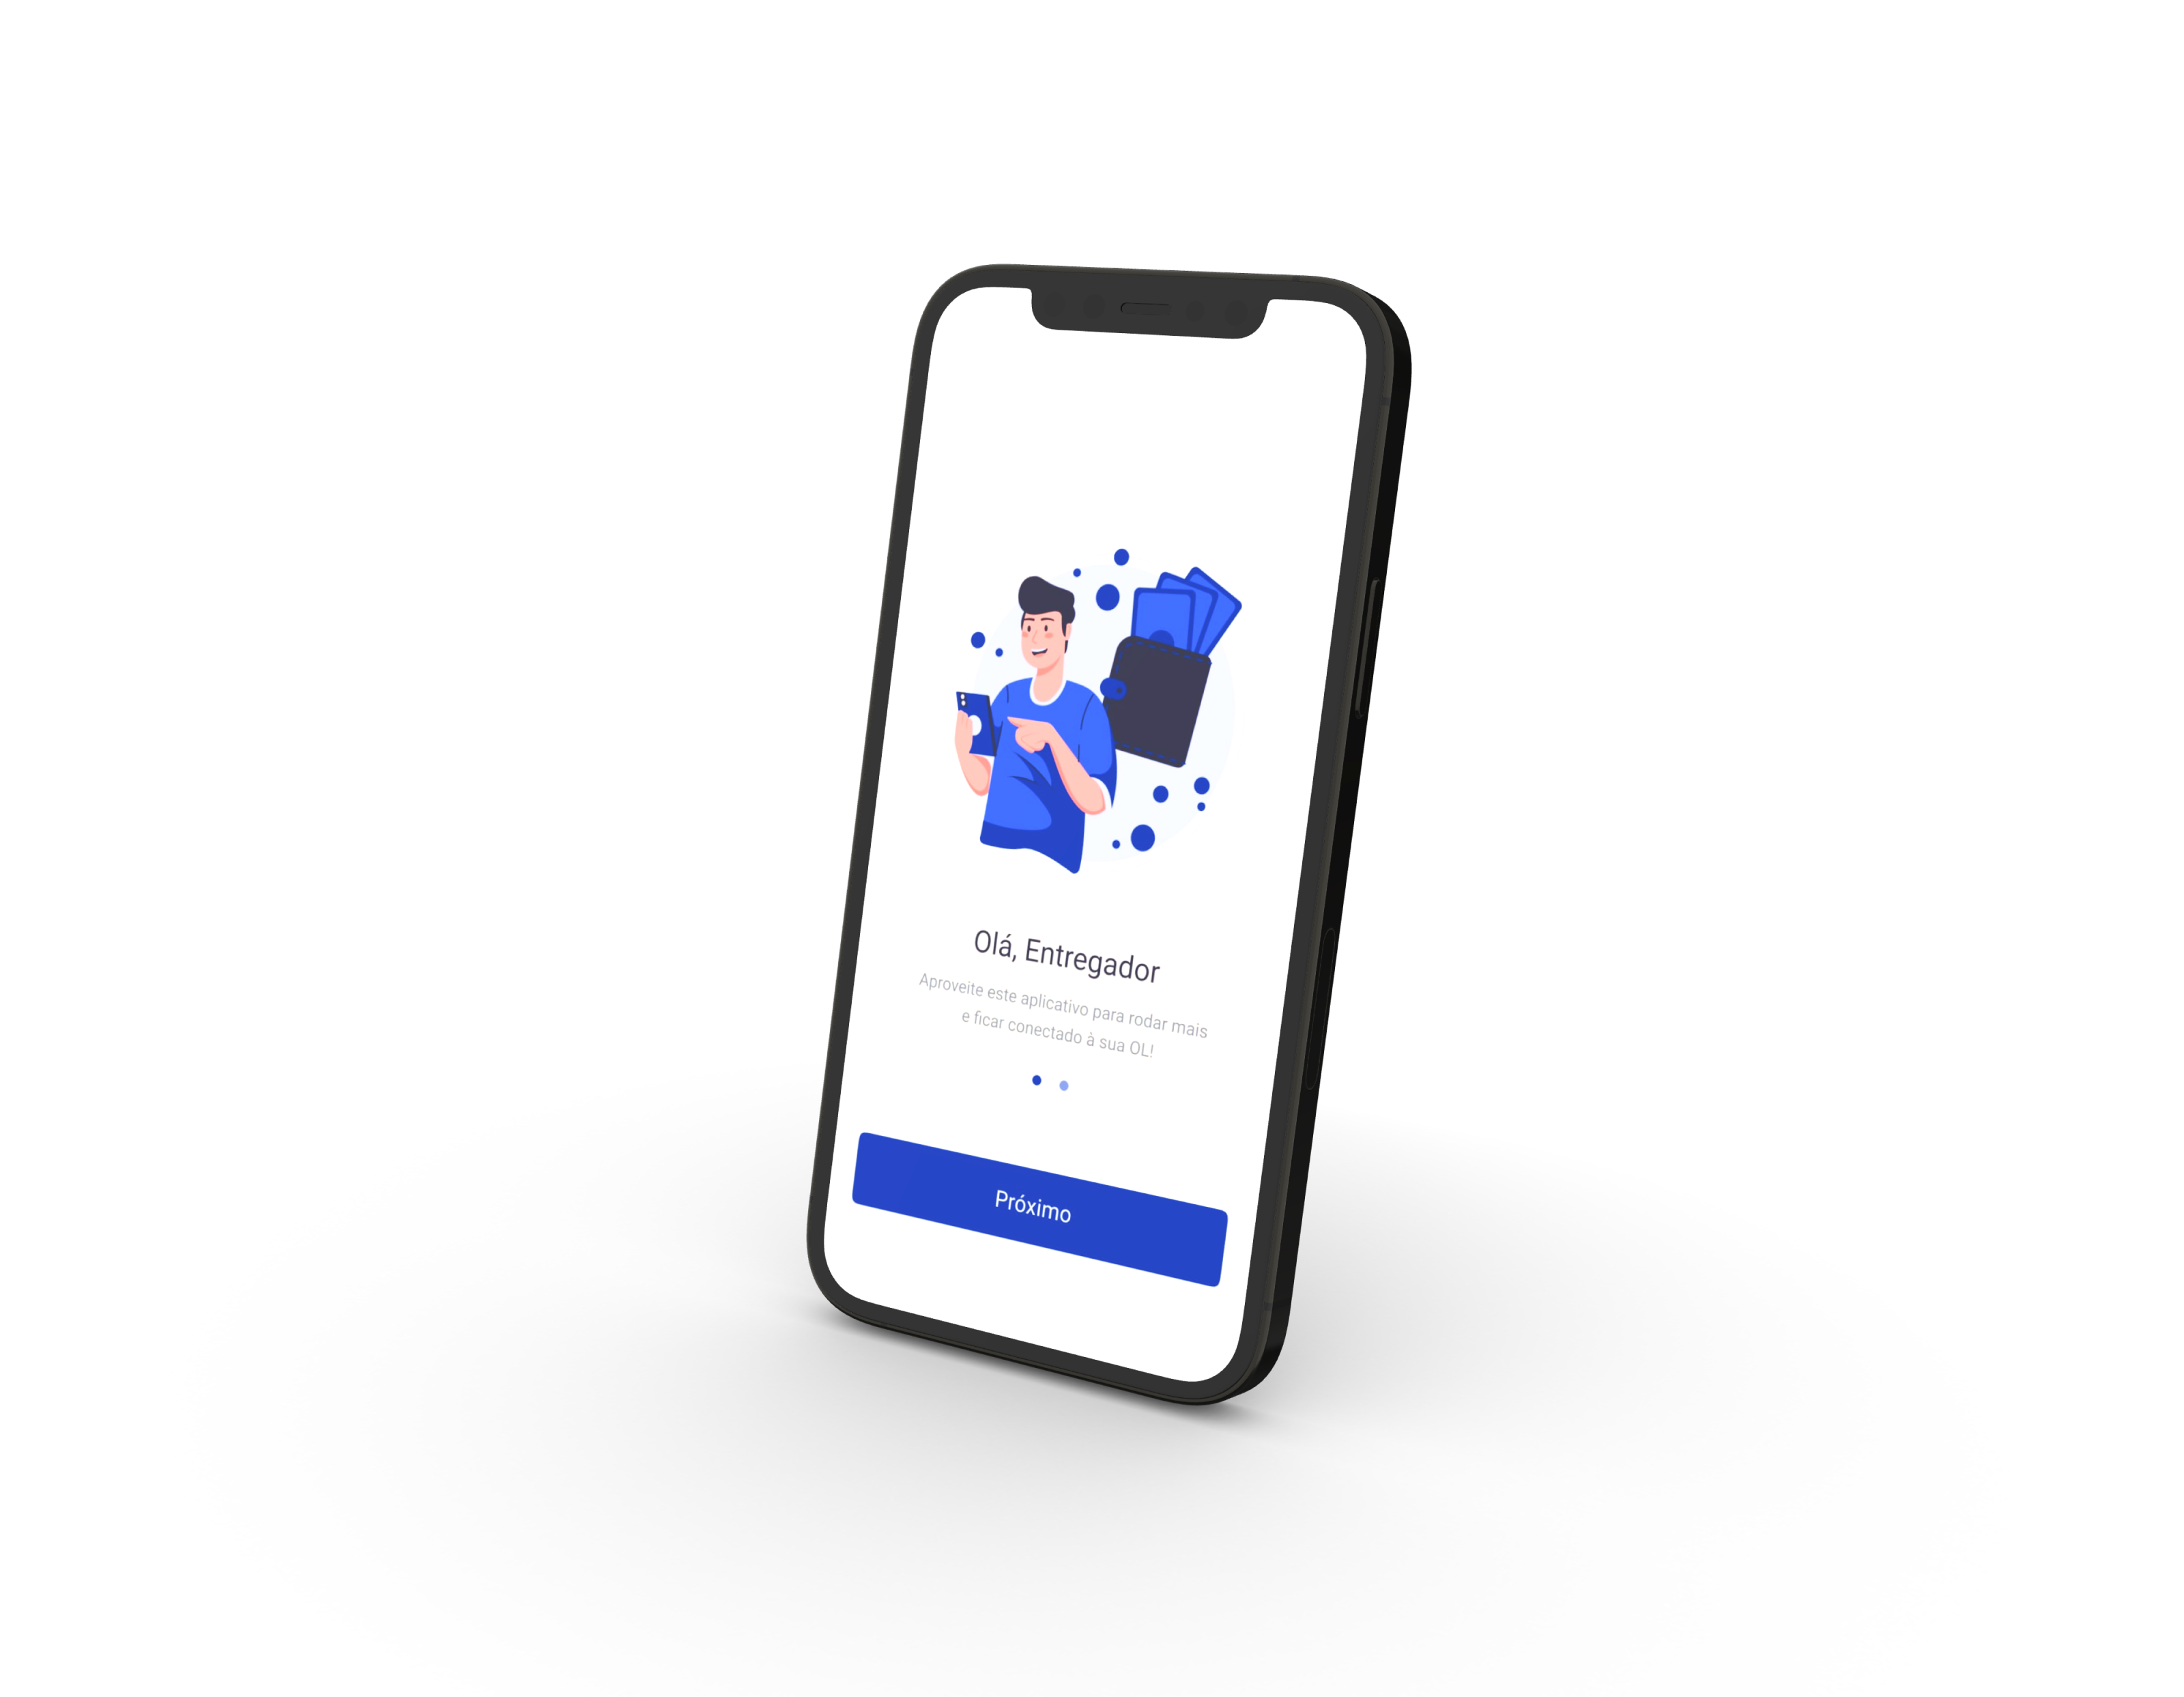 Olá, Entregador
Aproveite este aplicativo para rodar mais
e ficar conectado à sua OL!
Próximo